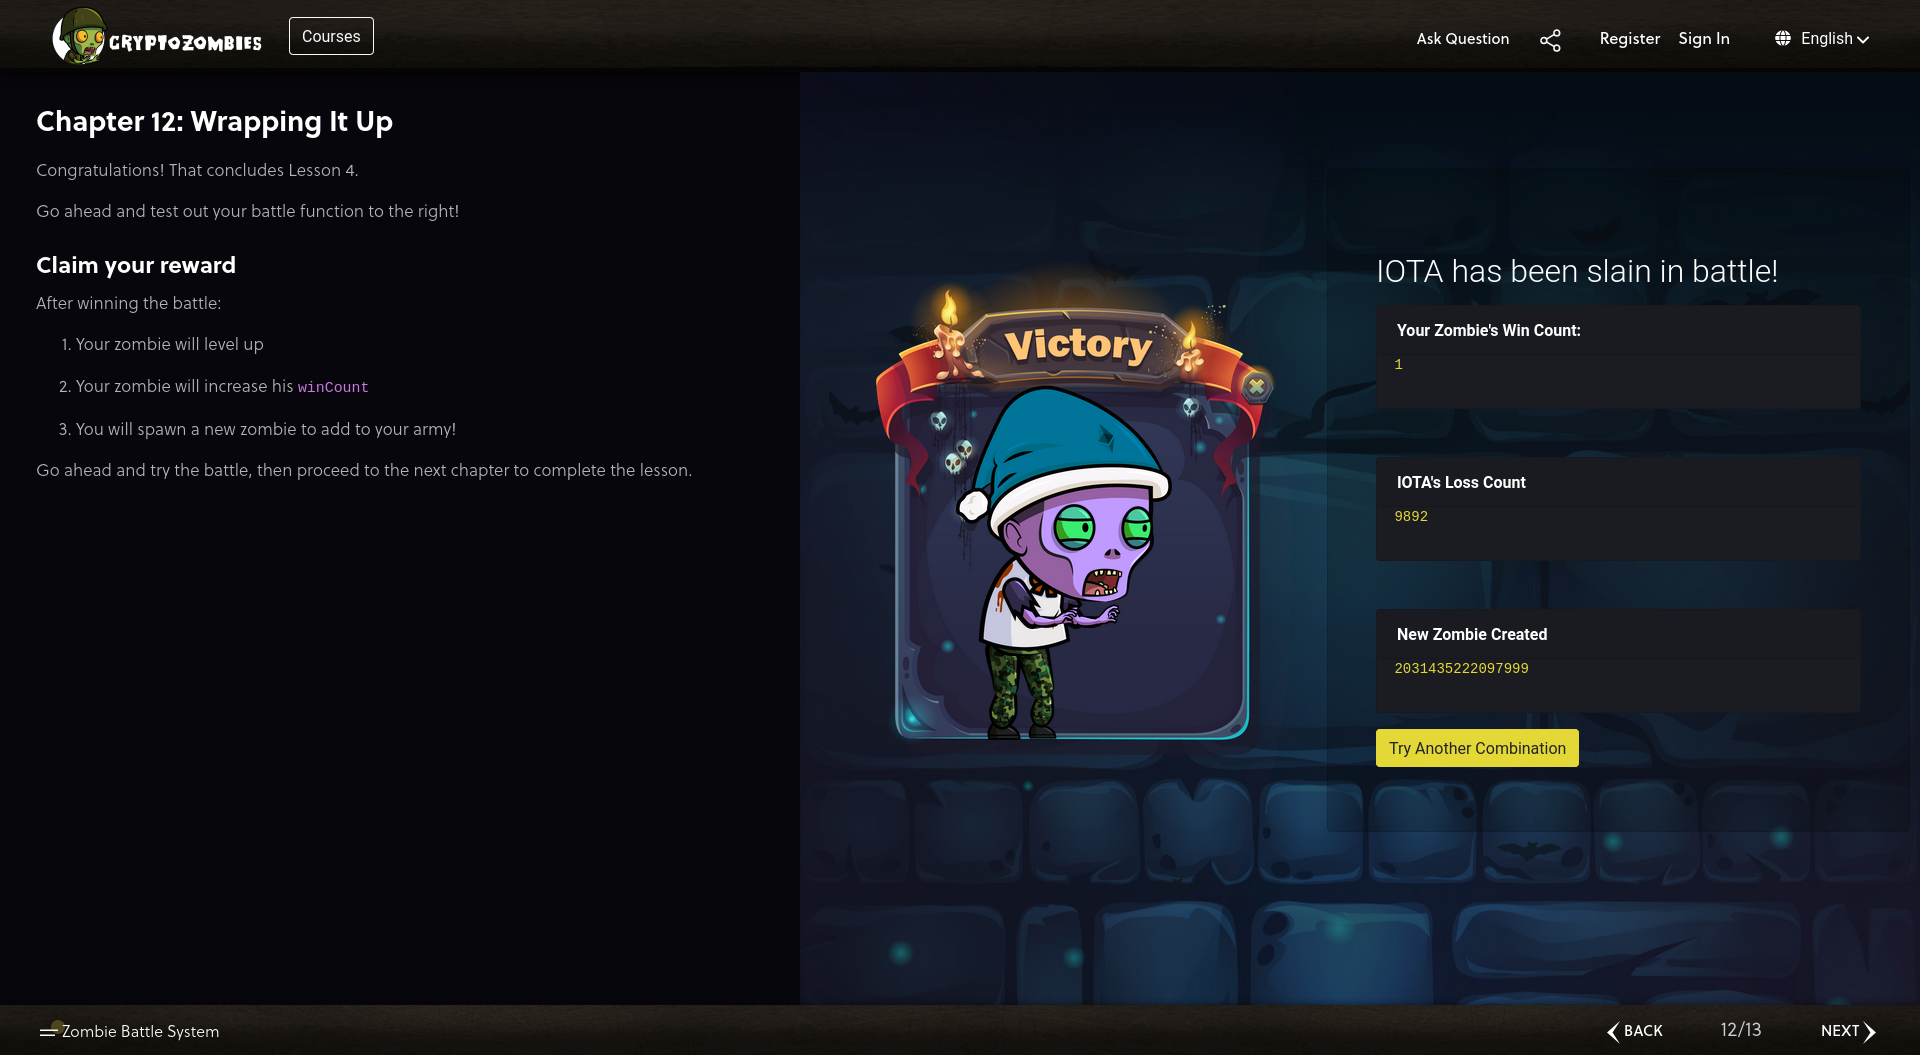 CRYPTOZOMBIES
Courses
Ask Question
Register
Sign In
English
Chapter 12: Wrapping It Up
Congratulations! That concludes Lesson 4.
Go ahead and test out your battle function to the right!
Claim your reward
After winning the battle:
1. Your zombie will level up
2. Your zombie will increase his winCount
3. You will spawn a new zombie to add to your army!
Go ahead and try the battle, then proceed to the next chapter to complete the lesson.
Victory
IOTA has been slain in battle!
Your Zombie's Win Count:
1
IOTA's Loss Count
9892
New Zombie Created
2031435222097999
Try Another Combination
Zombie Battle System
BACK
12/13
NEXT